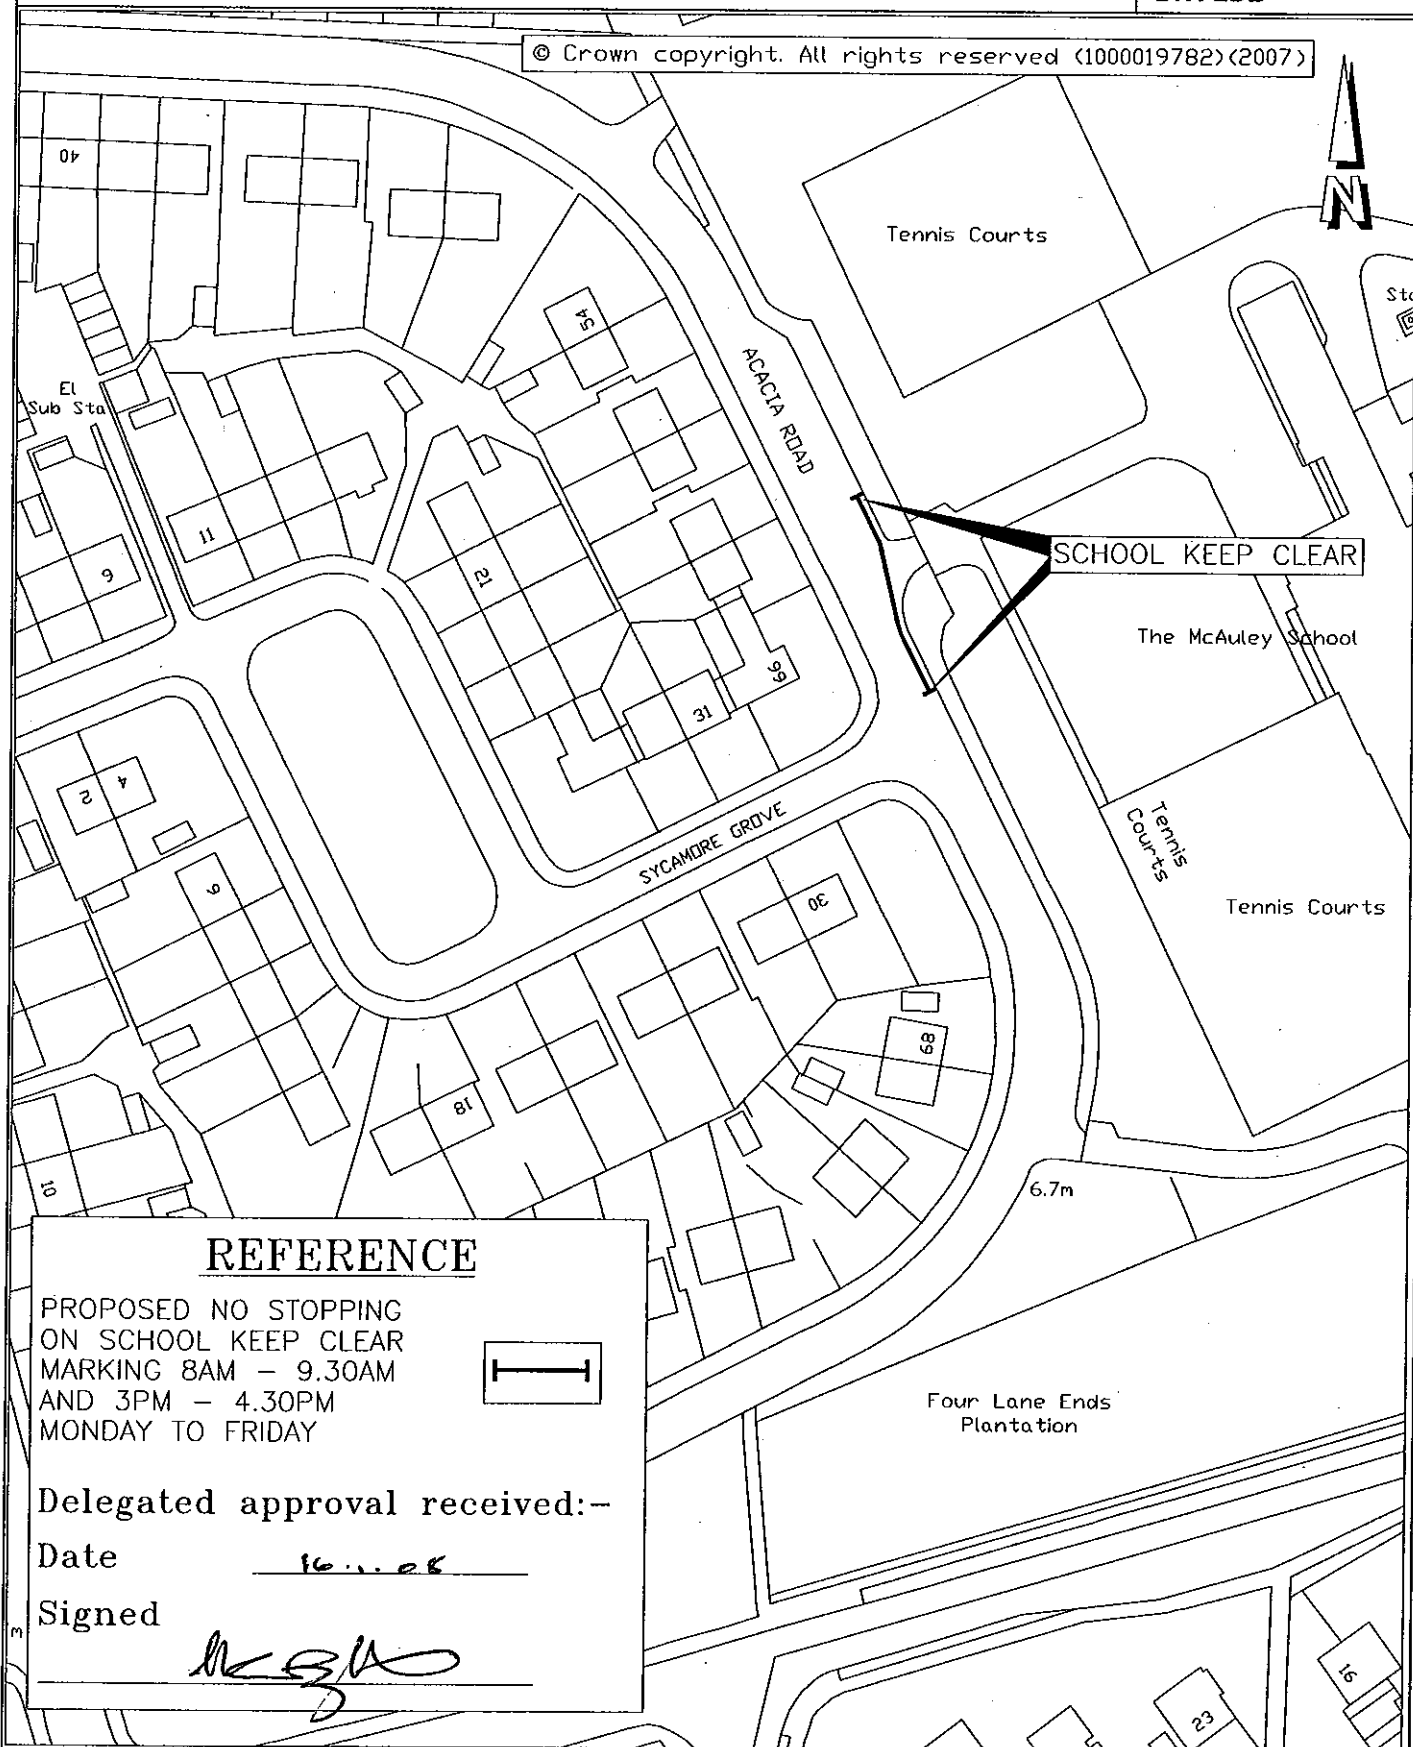 © Crown copyright. All rights reserved (1000019782)(2007)
N
40
Tennis Courts
54
El
Sub Sta
ACACIA ROAD
11
9
21
SCHOOL KEEP CLEAR
The McAuley School
66
31
2
4
SYCAMORE GROVE
Tennis
Courts
30
Tennis Courts
68
18
10
6.7m
REFERENCE
PROPOSED NO STOPPING
ON SCHOOL KEEP CLEAR
MARKING 8AM – 9.30AM
AND 3PM – 4.30PM
MONDAY TO FRIDAY
Four Lane Ends
Plantation
Delegated approval received:-
Date
Signed
m
16
23